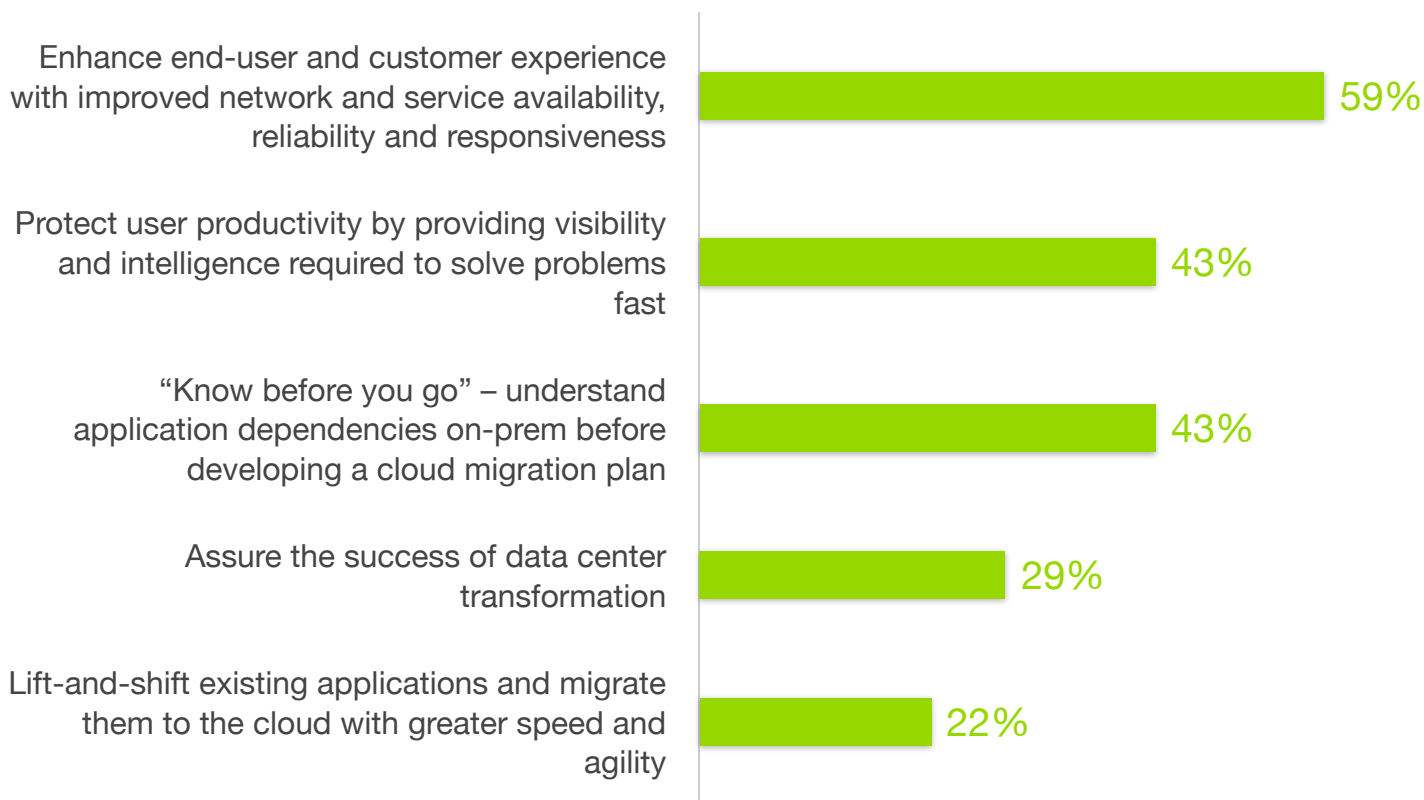 Enhance end-user and customer experience
with improved network and service availability,
reliability and responsiveness
59%
Protect user productivity by providing visibility
and intelligence required to solve problems
fast
43%
“Know before you go” – understand
application dependencies on-prem before
developing a cloud migration plan
43%
Assure the success of data center
transformation
29%
Lift-and-shift existing applications and migrate
them to the cloud with greater speed and
agility
22%